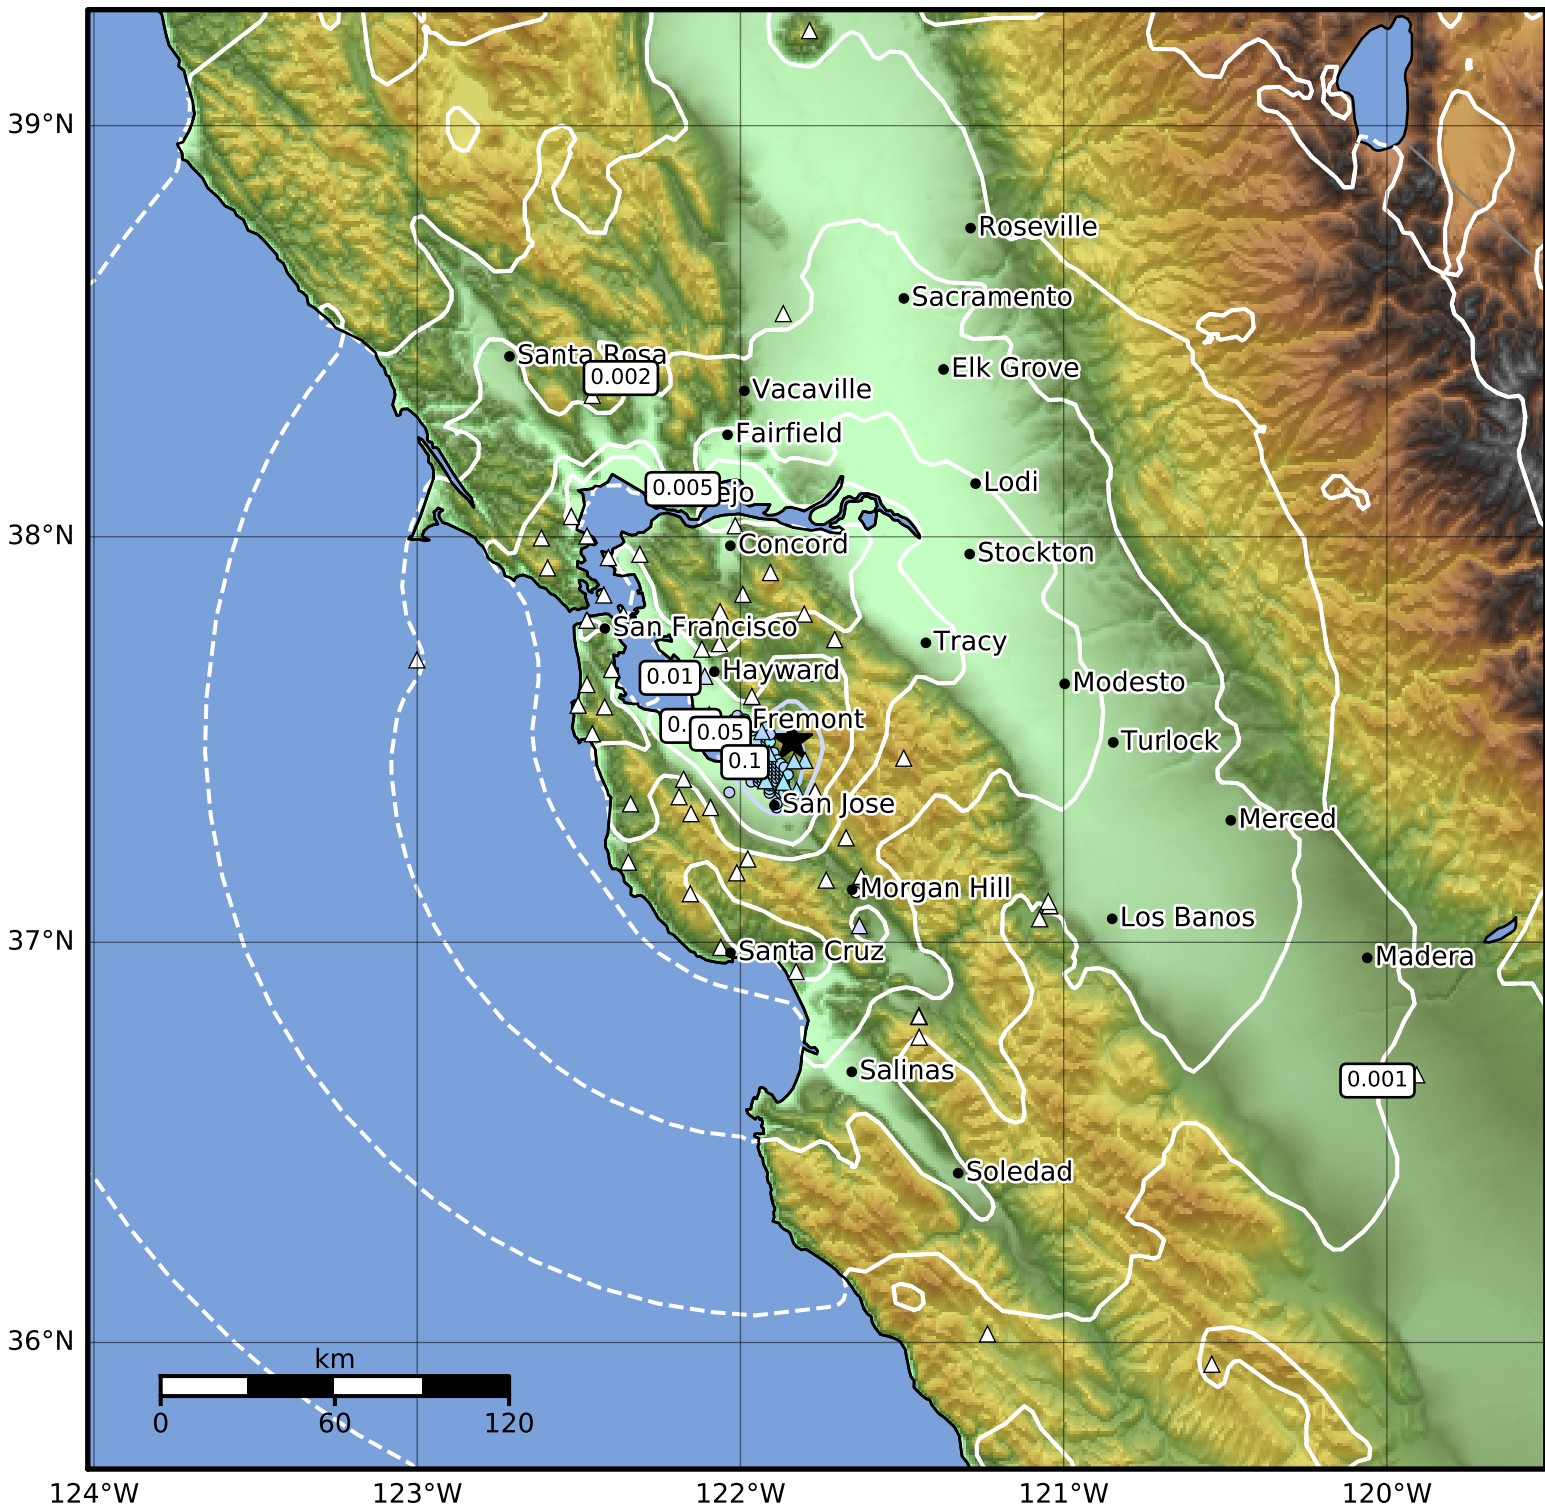 39°N
Roseville
Sacramento
Santa Rosa
Elk Grove
0.002
Vacaville
Fairfield
Lodi
0.005
ejo
38°N
Concord
Stockton
San Francisco
Tracy
0.01
Hayward
Modesto
Fremont
0.
0.05
Turlock
0.1
San Jose
Merced
Morgan Hill
Los Banos
37°N
Santa Cruz
Madera
Salinas
0.001
Soledad
36°N
km
0 60 120
124°W 123°W 122°W 121°W 120°W